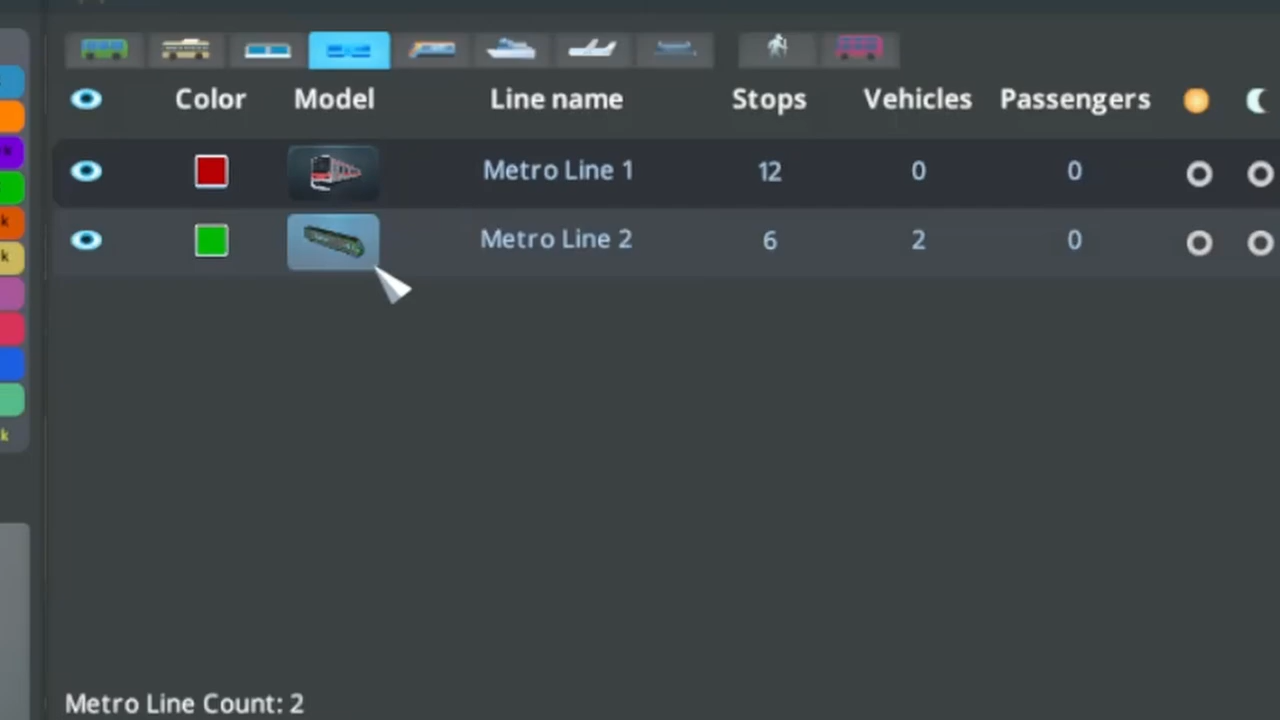 Color Model Line name Stops Vehicles Passengers
Metro Line 1 12 0 0
Metro Line 2 6 2 0
k
k
k
Metro Line Count: 2